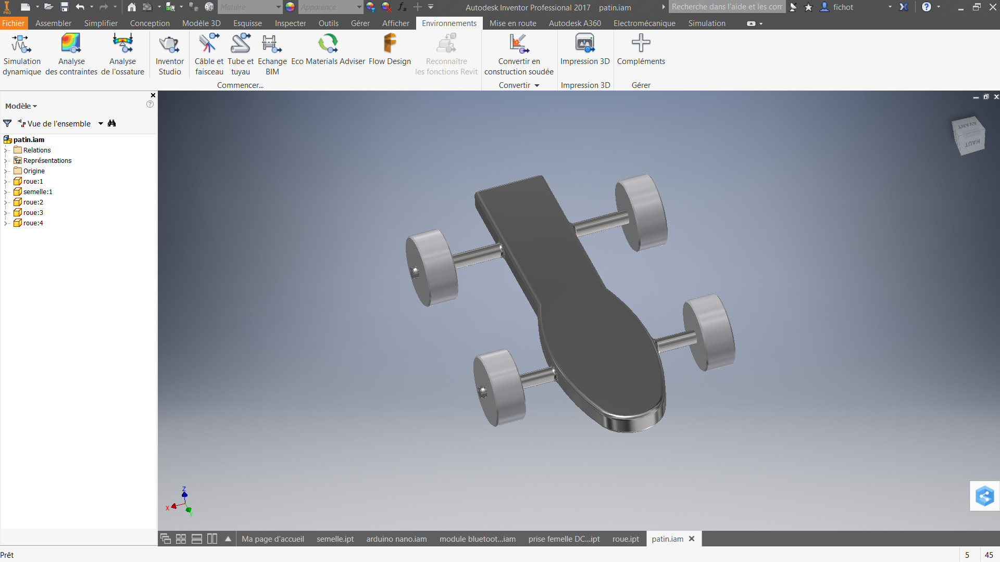 PRO
Matière
Apparence
Autodesk Inventor Professional 2017 patin.iam
Recherche dans l'aide et les con
fichot
Fichier Assembler Simplifier Conception Modèle 3D Esquisse Inspecter Outils Gérer Afficher Environnements Mise en route Autodesk A360 Electromécanique Simulation
Simulation dynamique
Analyse des contraintes
Analyse de l'ossature
Inventor Studio
Câble et faisceau
Tube et tuyau
Echange BIM
Eco Materials Adviser
Flow Design
Reconnaître les fonctions Revit
Convertir en construction soudée
Impression 3D
Compléments
Commencer...
Convertir
Impression 3D
Gérer
Modèle
Vue de l'ensemble
patin.iam
Relations
Représentations
Origine
roue:1
semelle:1
roue:2
roue:3
roue:4
AVANT
HAUT
Z
X
Y
Ma page d'accueil semelle.ipt arduino nano.iam module bluetoot...iam prise femelle DC...ipt roue.ipt patin.iam
Prêt
5 45